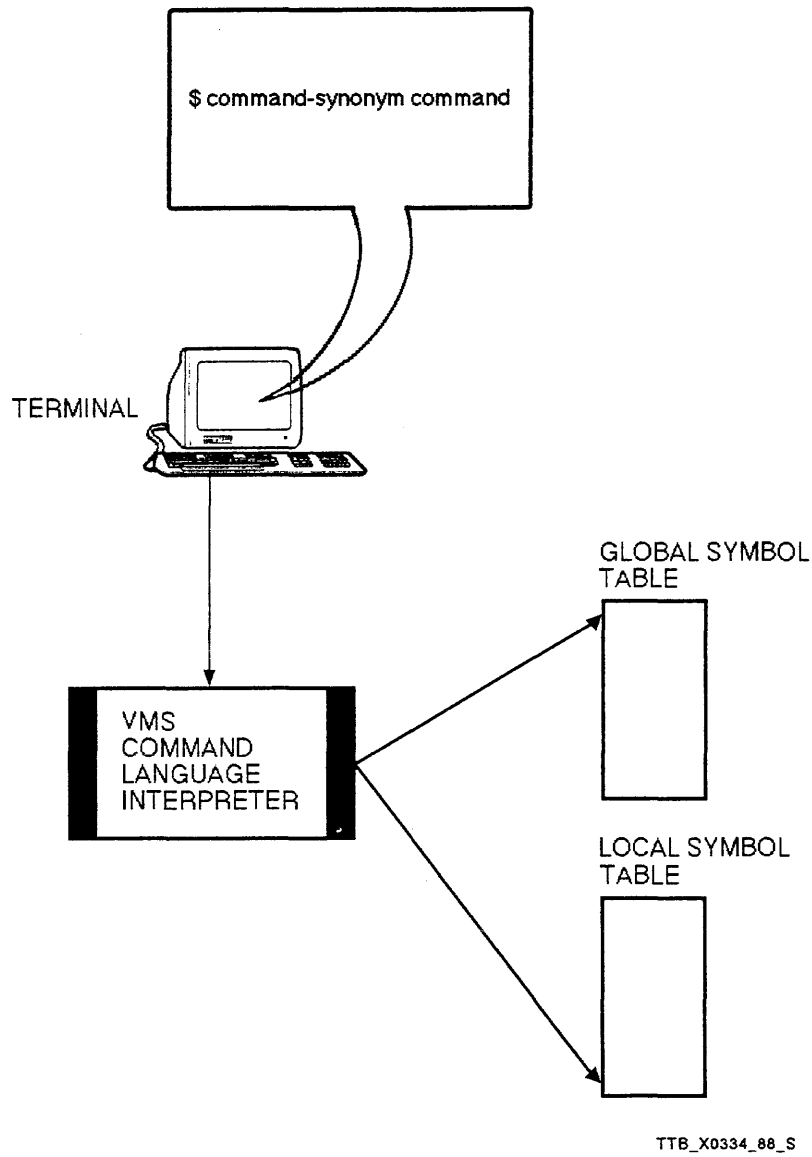 $ command-synonym command
TERMINAL
GLOBAL SYMBOL
TABLE
VMS
COMMAND
LANGUAGE
INTERPRETER
LOCAL SYMBOL
TABLE
TTB_X0334_88_S